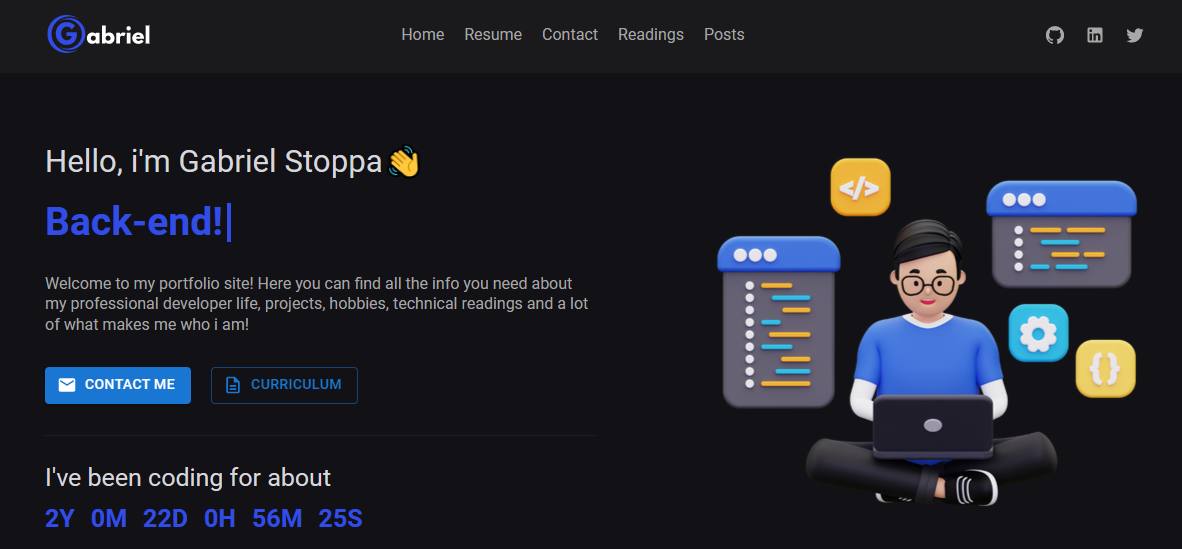 Gabriel
Home Resume Contact Readings Posts
Hello, i'm Gabriel Stoppa👋
Back-end!
Welcome to my portfolio site! Here you can find all the info you need about
my professional developer life, projects, hobbies, technical readings and a lot
of what makes me who i am!
CONTACT ME CURRICULUM
I've been coding for about
2Y 0M 22D 0H 56M 25S